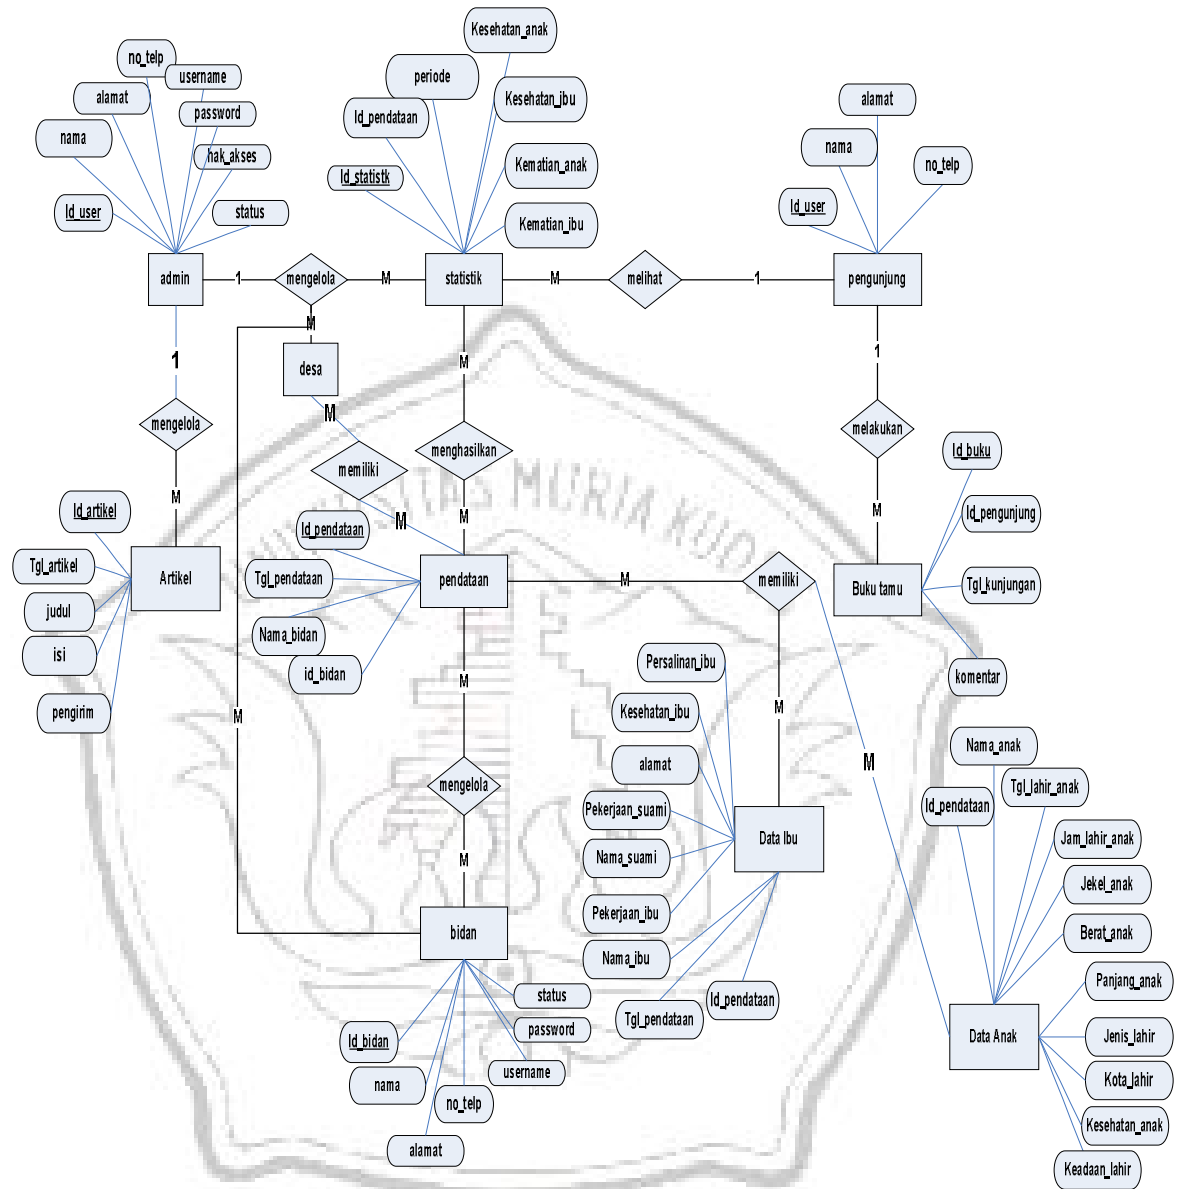 Kesehatan_anak
no_telp
username
periode
alamat
Kesehatan_ibu
alamat
password
Id_pendataan
nama
nama
hak_akses
Kematian_anak
no_telp
Id_statistk
Id_user
status
Kematian_ibu
Id_user
admin
1
mengelola
M
statistik
M
melihat
1
pengunjung
M
desa
1
M
1
M
mengelola
melakukan
menghasilkan
Id_buku
memiliki
M
M
UNIVERSITAS MURIA KUD
Id_artikel
M
M
Id_pengunjung
Id_pendataan
Tgl_artikel
Artikel
Tgl_pendataan
pendataan
M
memiliki
Buku tamu
Tgl_kunjungan
judul
Nama_bidan
isi
id_bidan
Persalinan_ibu
komentar
M
pengirim
M
Kesehatan_ibu
M
Nama_anak
alamat
M
Tgl_lahir_anak
mengelola
Pekerjaan_suami
Id_pendataan
Data Ibu
Jam_lahir_anak
Nama_suami
M
Jekel_anak
Pekerjaan_ibu
bidan
Berat_anak
Nama_ibu
Panjang_anak
status
Id_pendataan
Tgl_pendataan
password
Id_bidan
Data Anak
Jenis_lahir
username
nama
Kota_lahir
no_telp
Kesehatan_anak
alamat
Keadaan_lahir